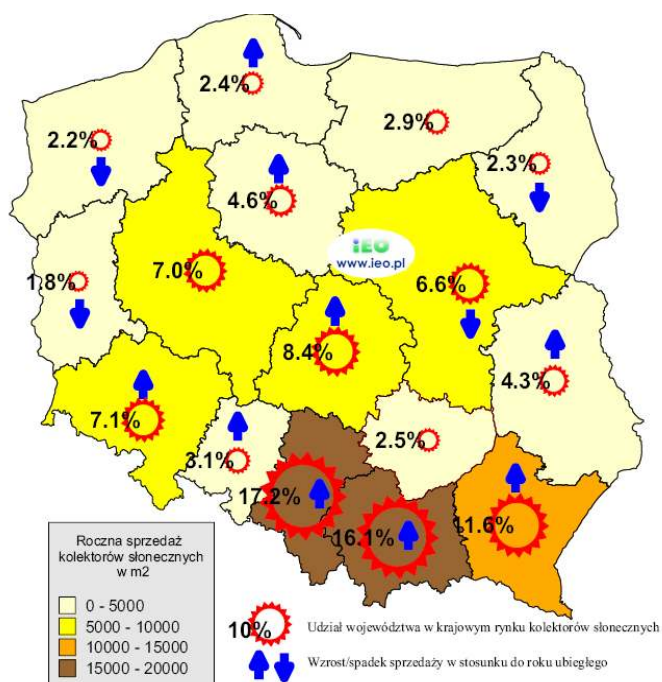 2.4%
2.2%
2.9%
2.3%
4.6%
iEO
www.ieo.pl
7.0%
6.6%
1.8%
8.4%
4.3%
7.1%
2.5%
3.1%
17.2%
16.1%
11.6%
Roczna sprzedaż
kolektorów słonecznych
w m2
0 - 5000
5000 - 10000
10000 - 15000
15000 - 20000
10%
Udział województwa w krajowym rynku kolektorów słonecznych
Wzrost/spadek sprzedaży w stosunku do roku ubiegłego